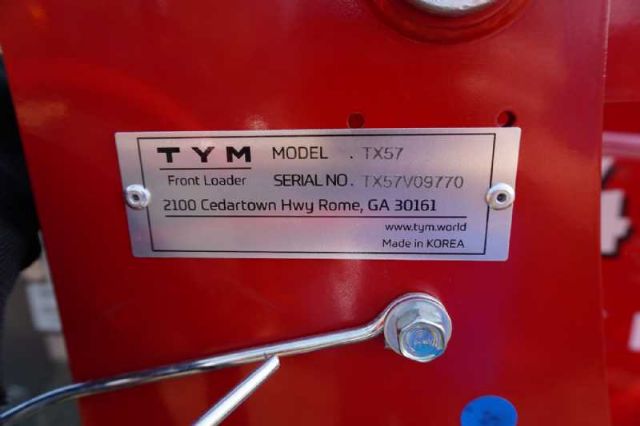 TYM MODEL . TX57
Front Loader SERIAL NO. TX57V09770
2100 Cedartown Hwy Rome, GA 30161
www.tym.world
Made in KOREA